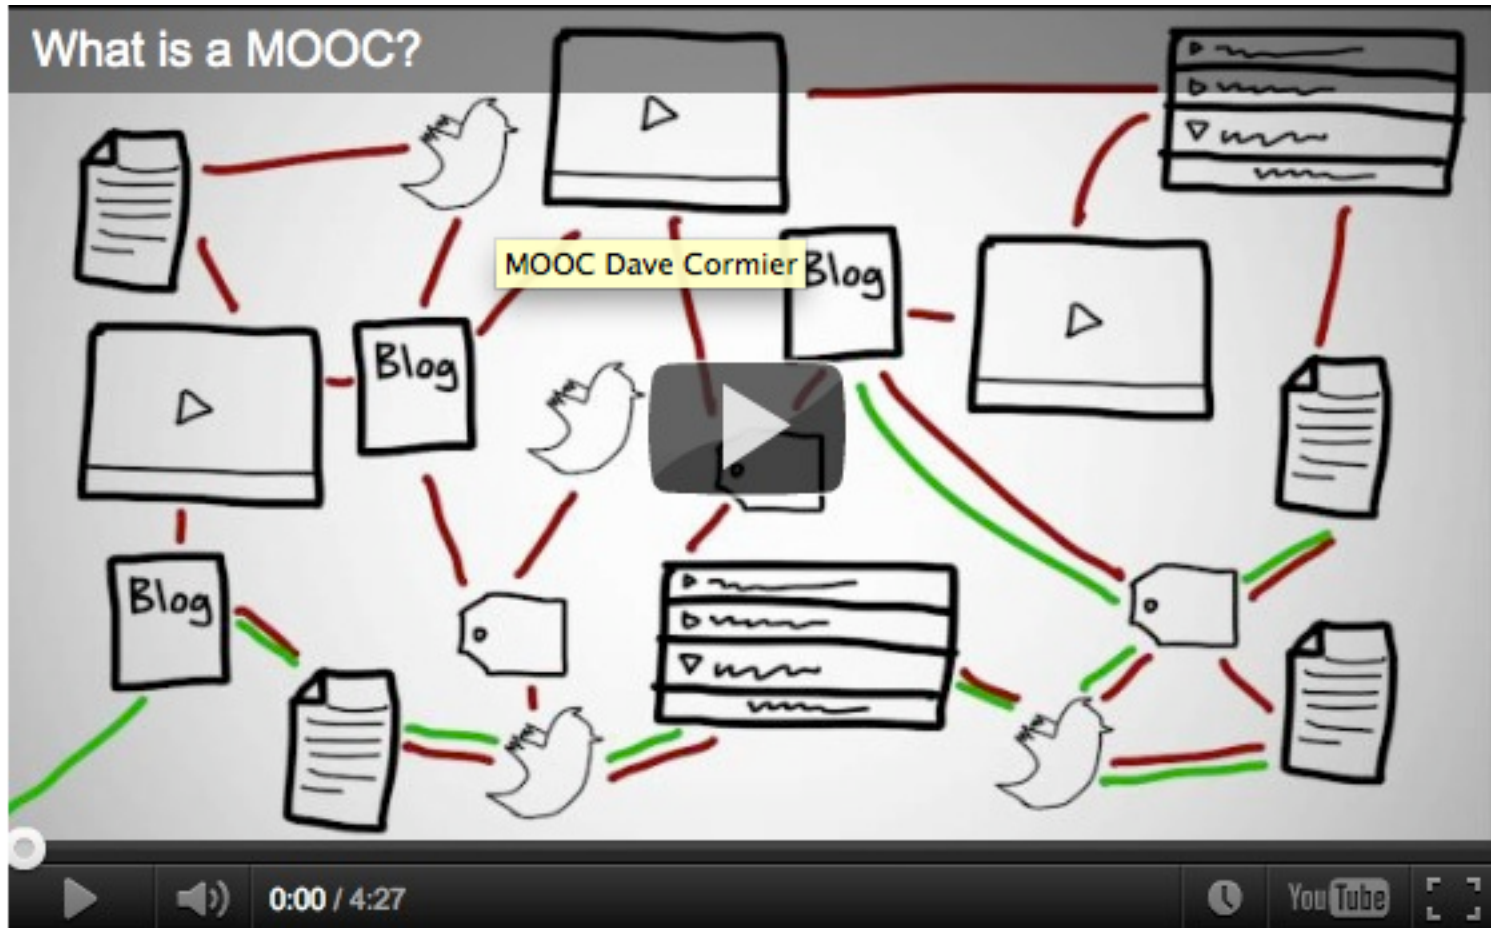 What is a MOOC?
MOOC Dave Cormier
Blog
Blog
Blog
0:00 / 4:27
YouTube